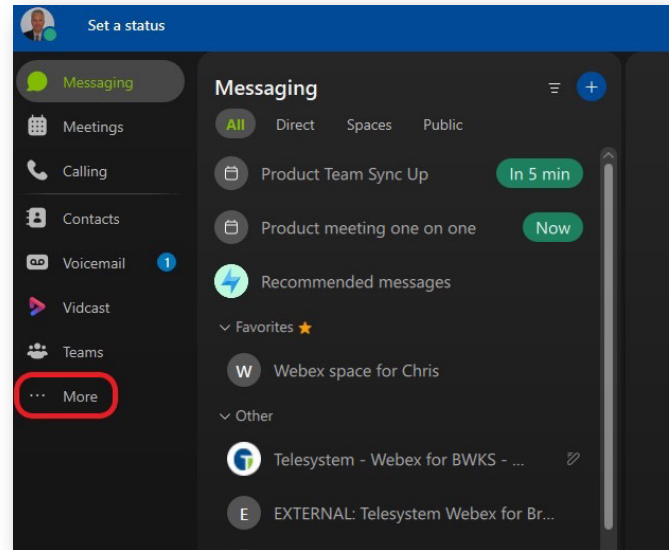 Set a status
Messaging
Meetings
Calling
Contacts
Voicemail 1
Vidcast
Teams
... More
Messaging
All Direct Spaces Public
Product Team Sync Up In 5 min
Product meeting one on one Now
Recommended messages
Favorites
W Webex space for Chris
Other
Telesystem - Webex for BWKS - ...
E EXTERNAL: Telesystem Webex for Br...